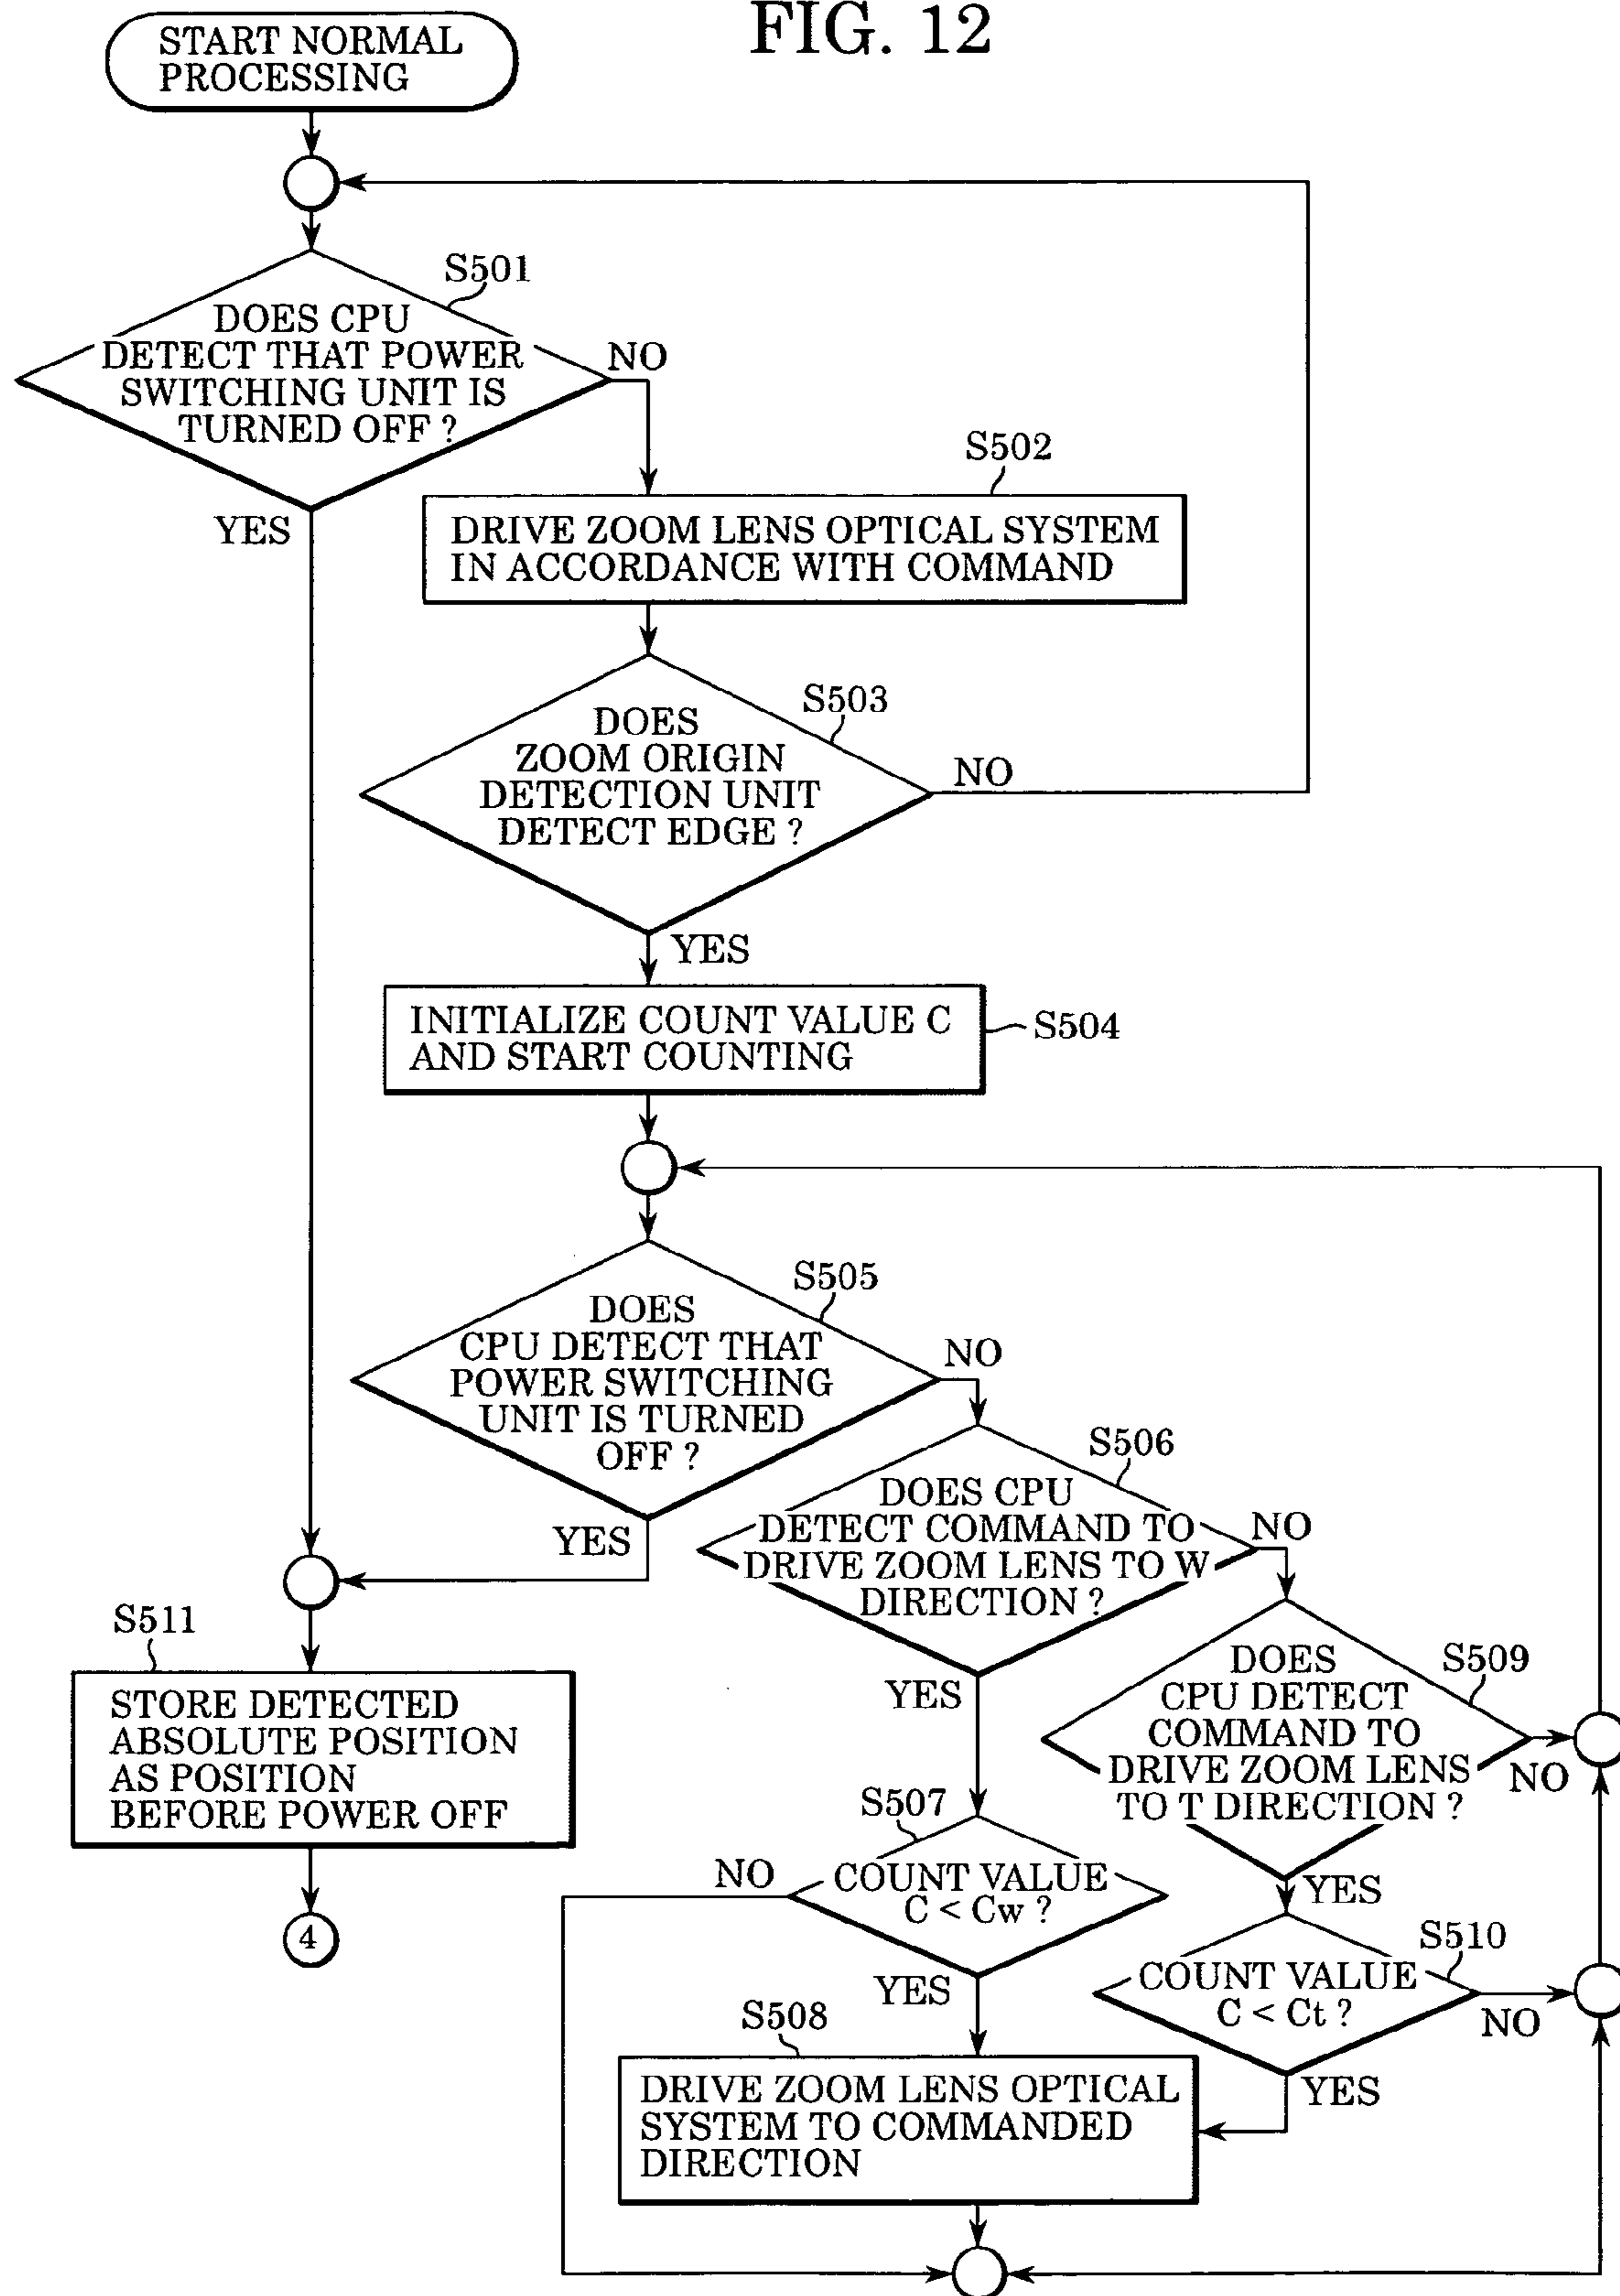 FIG. 12
START NORMAL
PROCESSING
S501
DOES CPU
DETECT THAT POWER
SWITCHING UNIT IS
TURNED OFF ?
NO
YES
S502
DRIVE ZOOM LENS OPTICAL SYSTEM
IN ACCORDANCE WITH COMMAND
S503
DOES
ZOOM ORIGIN
DETECTION UNIT
DETECT EDGE ?
NO
YES
INITIALIZE COUNT VALUE C
AND START COUNTING
S504
S505
DOES
CPU DETECT THAT
POWER SWITCHING
UNIT IS TURNED
OFF ?
NO
YES
S506
DOES CPU
DETECT COMMAND TO
DRIVE ZOOM LENS TO W
DIRECTION ?
NO
YES
S511
STORE DETECTED
ABSOLUTE POSITION
AS POSITION
BEFORE POWER OFF
4
S509
DOES
CPU DETECT
COMMAND TO
DRIVE ZOOM LENS
TO T DIRECTION ?
NO
YES
S507
COUNT VALUE
C < Cw ?
NO
YES
S510
COUNT VALUE
C < Ct ?
NO
YES
S508
DRIVE ZOOM LENS OPTICAL
SYSTEM TO COMMANDED
DIRECTION